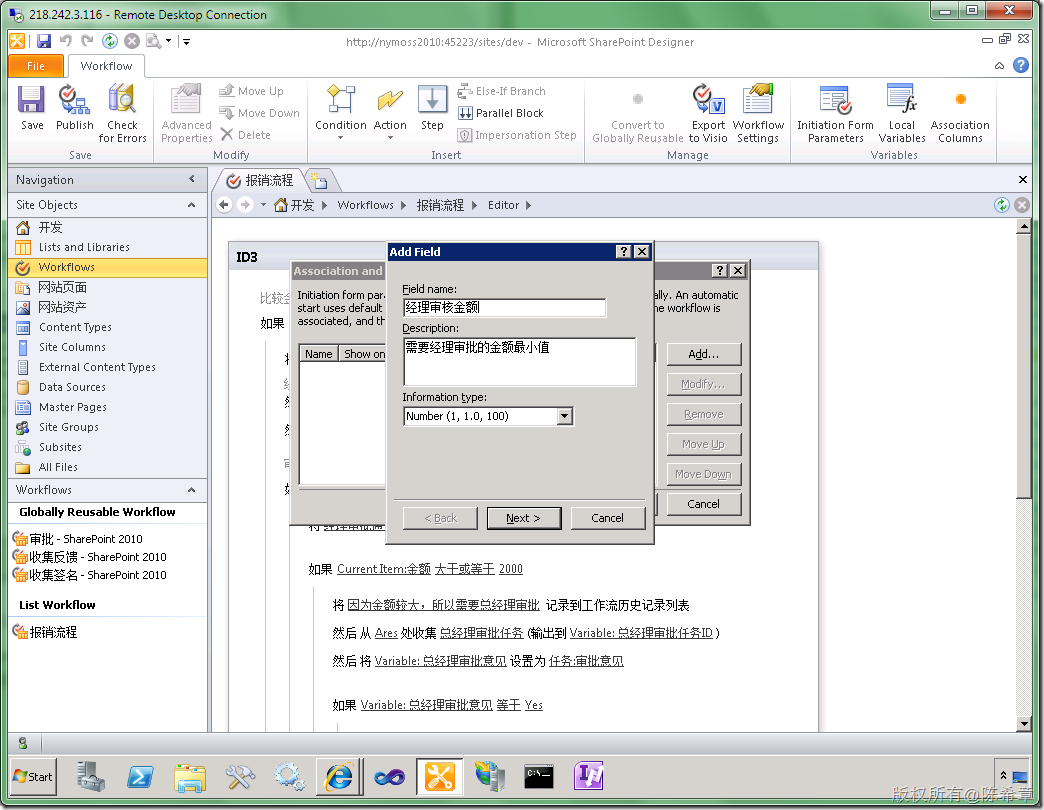 218.242.3.116 - Remote Desktop Connection
http://nymoss2010:45223/sites/dev - Microsoft SharePoint Designer
File Workflow
Save Publish Check for Errors
Save
Advanced Properties
Move Up
Move Down
Delete
Modify
Condition Action Step
Else-If Branch
Parallel Block
Impersonation Step
Insert
Convert to Globally Reusable
Export to Visio
Workflow Settings
Manage
Initiation Form Parameters
Local Variables
Association Columns
Variables
Navigation
Site Objects
开发
Lists and Libraries
Workflows
网站页面
网站资产
Content Types
Site Columns
External Content Types
Data Sources
Master Pages
Site Groups
Subsites
All Files
Workflows
Globally Reusable Workflow
审批 - SharePoint 2010
收集反馈 - SharePoint 2010
收集签名 - SharePoint 2010
List Workflow
报销流程
报销流程
开发 Workflows 报销流程 Editor
ID3
比较金
如果
Association and
Initiation form par
start uses default
associated, and th
ally. An automatic
he workflow is
Name Show on
Add...
Modify...
Remove
Move Up
Move Down
Cancel
Add Field
Field name:
经理审核金额
Description:
需要经理审批的金额最小值
Information type:
Number (1, 1.0, 100)
< Back Next > Cancel
如果 Current Item:金额 大于或等于 2000
将 因为金额较大，所以需要总经理审批 记录到工作流历史记录列表
然后 从 Ares 处收集 总经理审批任务 (输出到 Variable: 总经理审批任务ID )
然后 将 Variable: 总经理审批意见 设置为 任务:审批意见
如果 Variable: 总经理审批意见 等于 Yes
Start
版权所有@陈希章